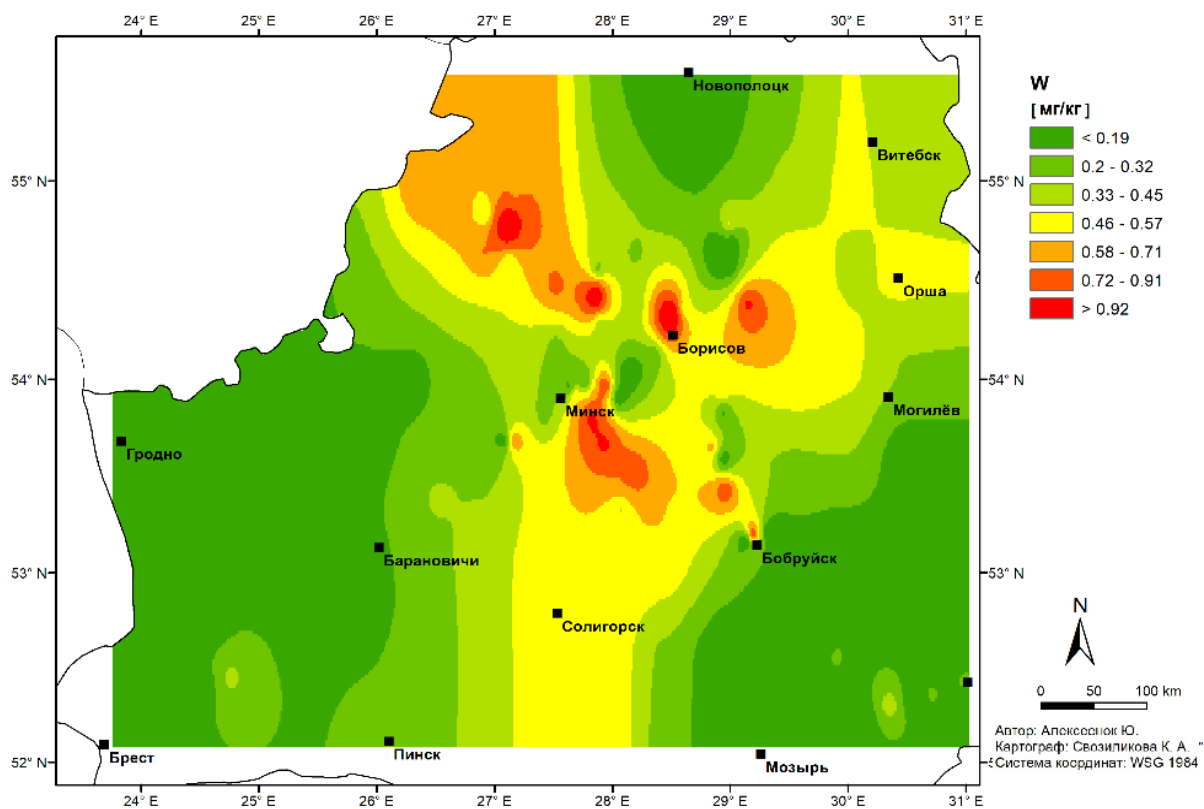 24° E 25° E 26° E 27° E 28° E 29° E 30° E 31° E
Новополоцк
Витебск
55° N 55° N
Орша
Борисов
54° N 54° N
Минск
Могилёв
Гродно
Барановичи
Бобруйск
53° N 53° N
Солигорск
Брест
Пинск
Мозырь
52° N
24° E 25° E 26° E 27° E 28° E 29° E 30° E 31° E
W
[ мг/кг ]
< 0.19
0.2 - 0.32
0.33 - 0.45
0.46 - 0.57
0.58 - 0.71
0.72 - 0.91
> 0.92
N
0 50 100 km
Автор: Ю.
Картограф: Свозиликова К. А. "
Система координат: WSG 1984